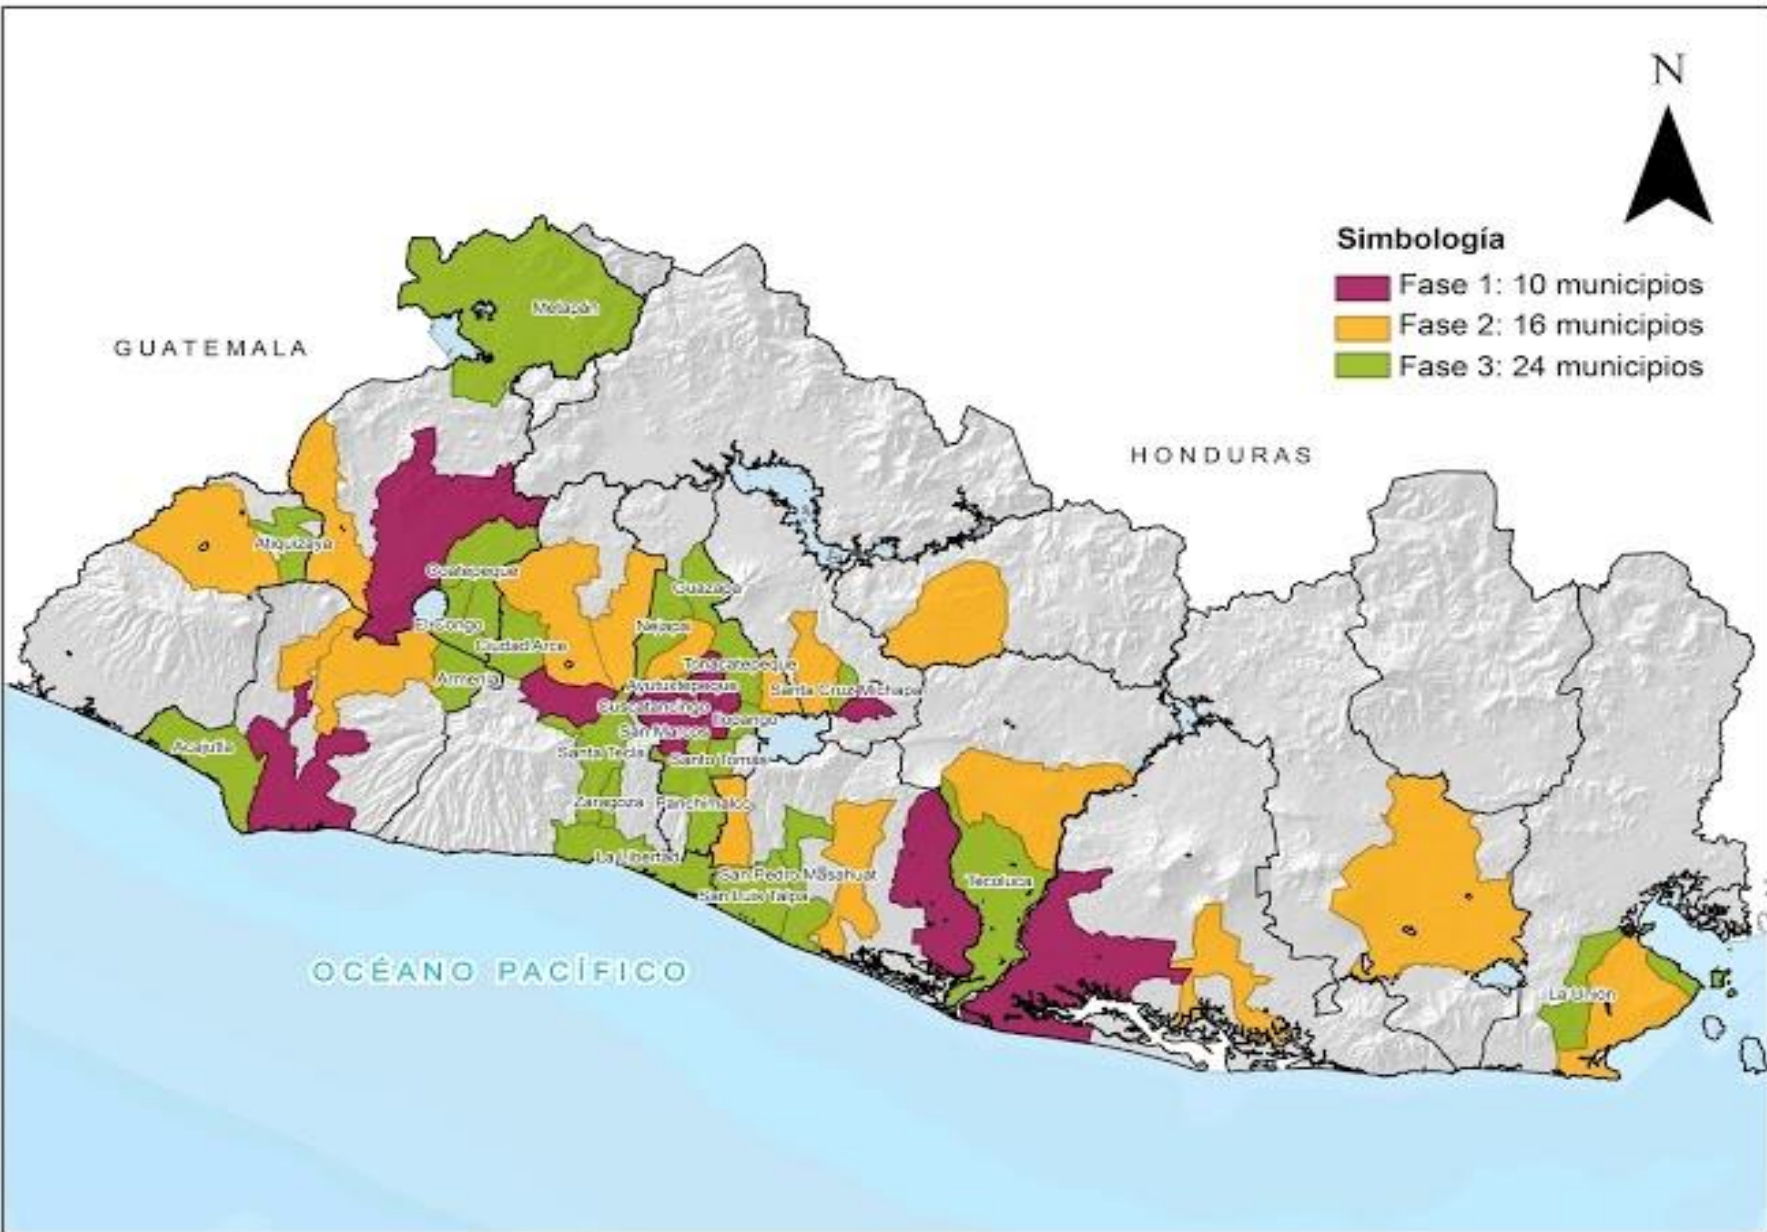 N
Simbología
Fase 1: 10 municipios
Fase 2: 16 municipios
Fase 3: 24 municipios
Metapán
GUATEMALA
HONDURAS
Atiquizaya
Coatepeque
Guazapa
El Congo
Nejapa
Ciudad Arce
Tonacatepeque
Armenia
Ayutuxtepeque
Santa Cruz Michapa
Cuscatancingo
Ilopango
San Marcos
Acajutla
Santa Tecla
Santo Tomás
Zaragoza
Panchimalco
La Libertad
San Pedro Masahuat
Tecoluca
San Luis Talpa
OCÉANO PACÍFICO
La Unión